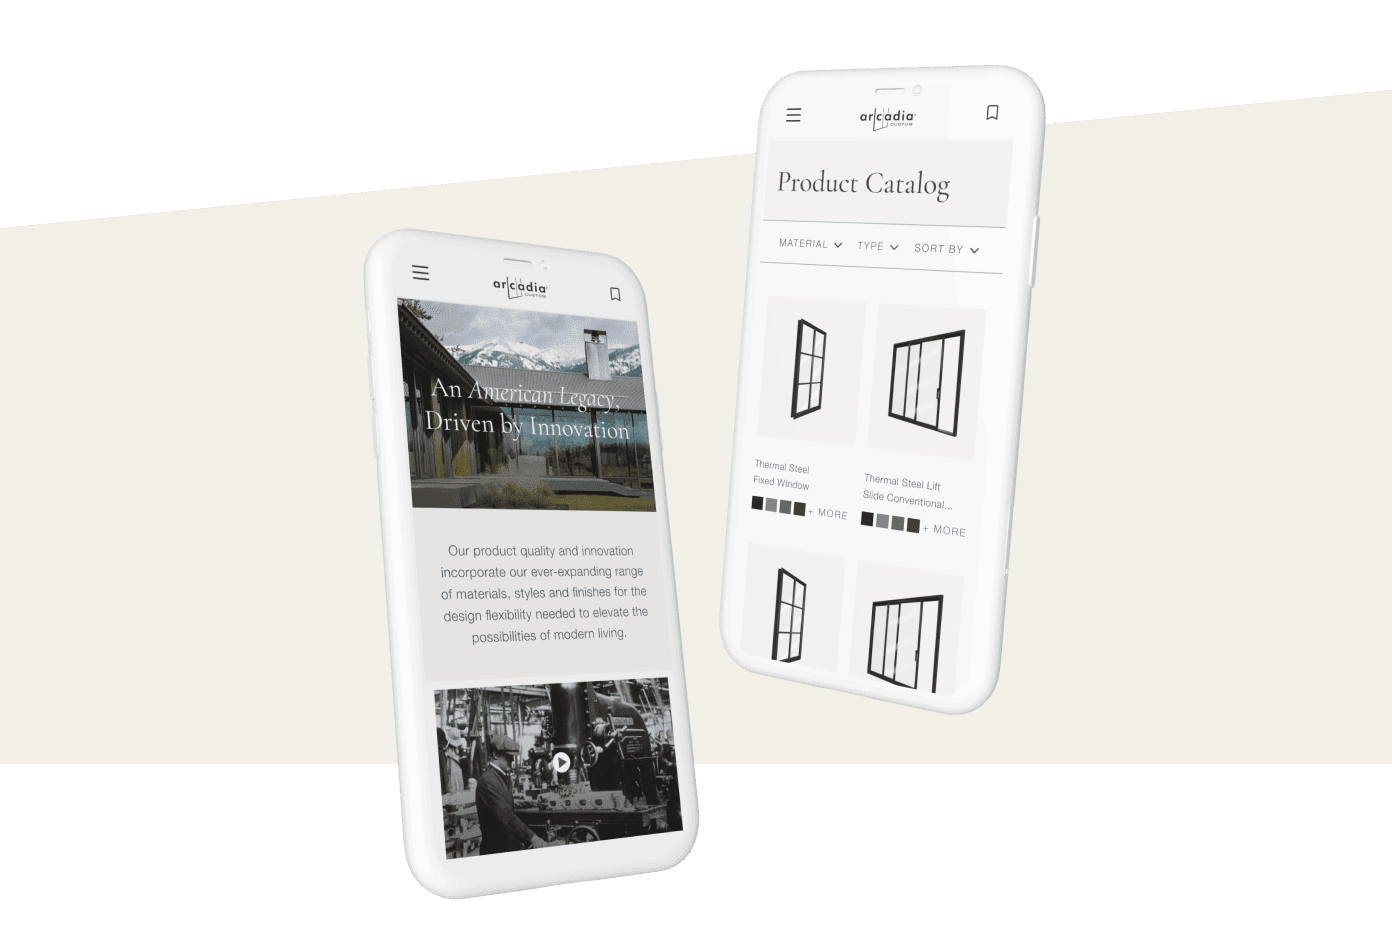 arcadia
CUSTOM
An American Legacy,
Driven by Innovation
Our product quality and innovation
incorporate our ever-expanding range
of materials, styles and finishes for the
design flexibility needed to elevate the
possibilities of modern living.
arcadia
CUSTOM
Product Catalog
MATERIAL TYPE SORT BY
Thermal Steel
Fixed Window
+ MORE
Thermal Steel Lift
Slide Conventional...
+ MORE